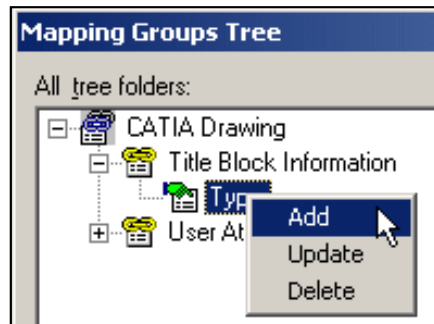 Mapping Groups Tree
All tree folders:
CATIA Drawing
Title Block Information
Typ
Add
User At
Update
Delete